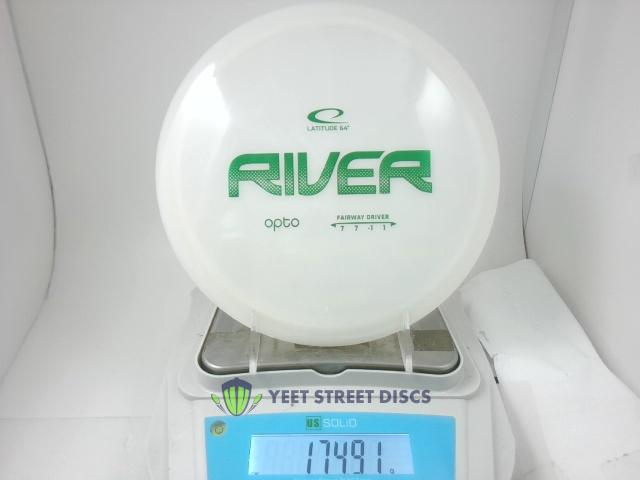 LATITUDE 64°
RIVER
opto
FAIRWAY DRIVER
7 7 -1 1
YEET STREET DISCS
US SOLID
174.91 g